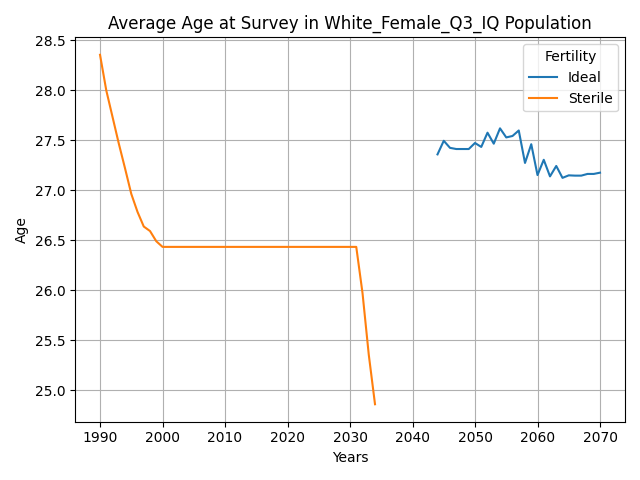 Average Age at Survey in White_Female_Q3_IQ Population
28.5
28.0
27.5
27.0
26.5
26.0
25.5
25.0
Age
Fertility
Ideal
Sterile
1990 2000 2010 2020 2030 2040 2050 2060 2070
Years